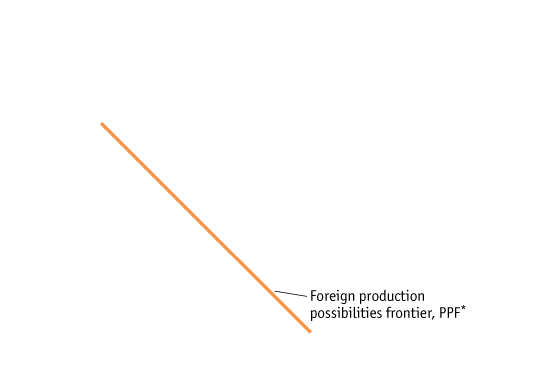 Foreign production
possibilities frontier, PPF*